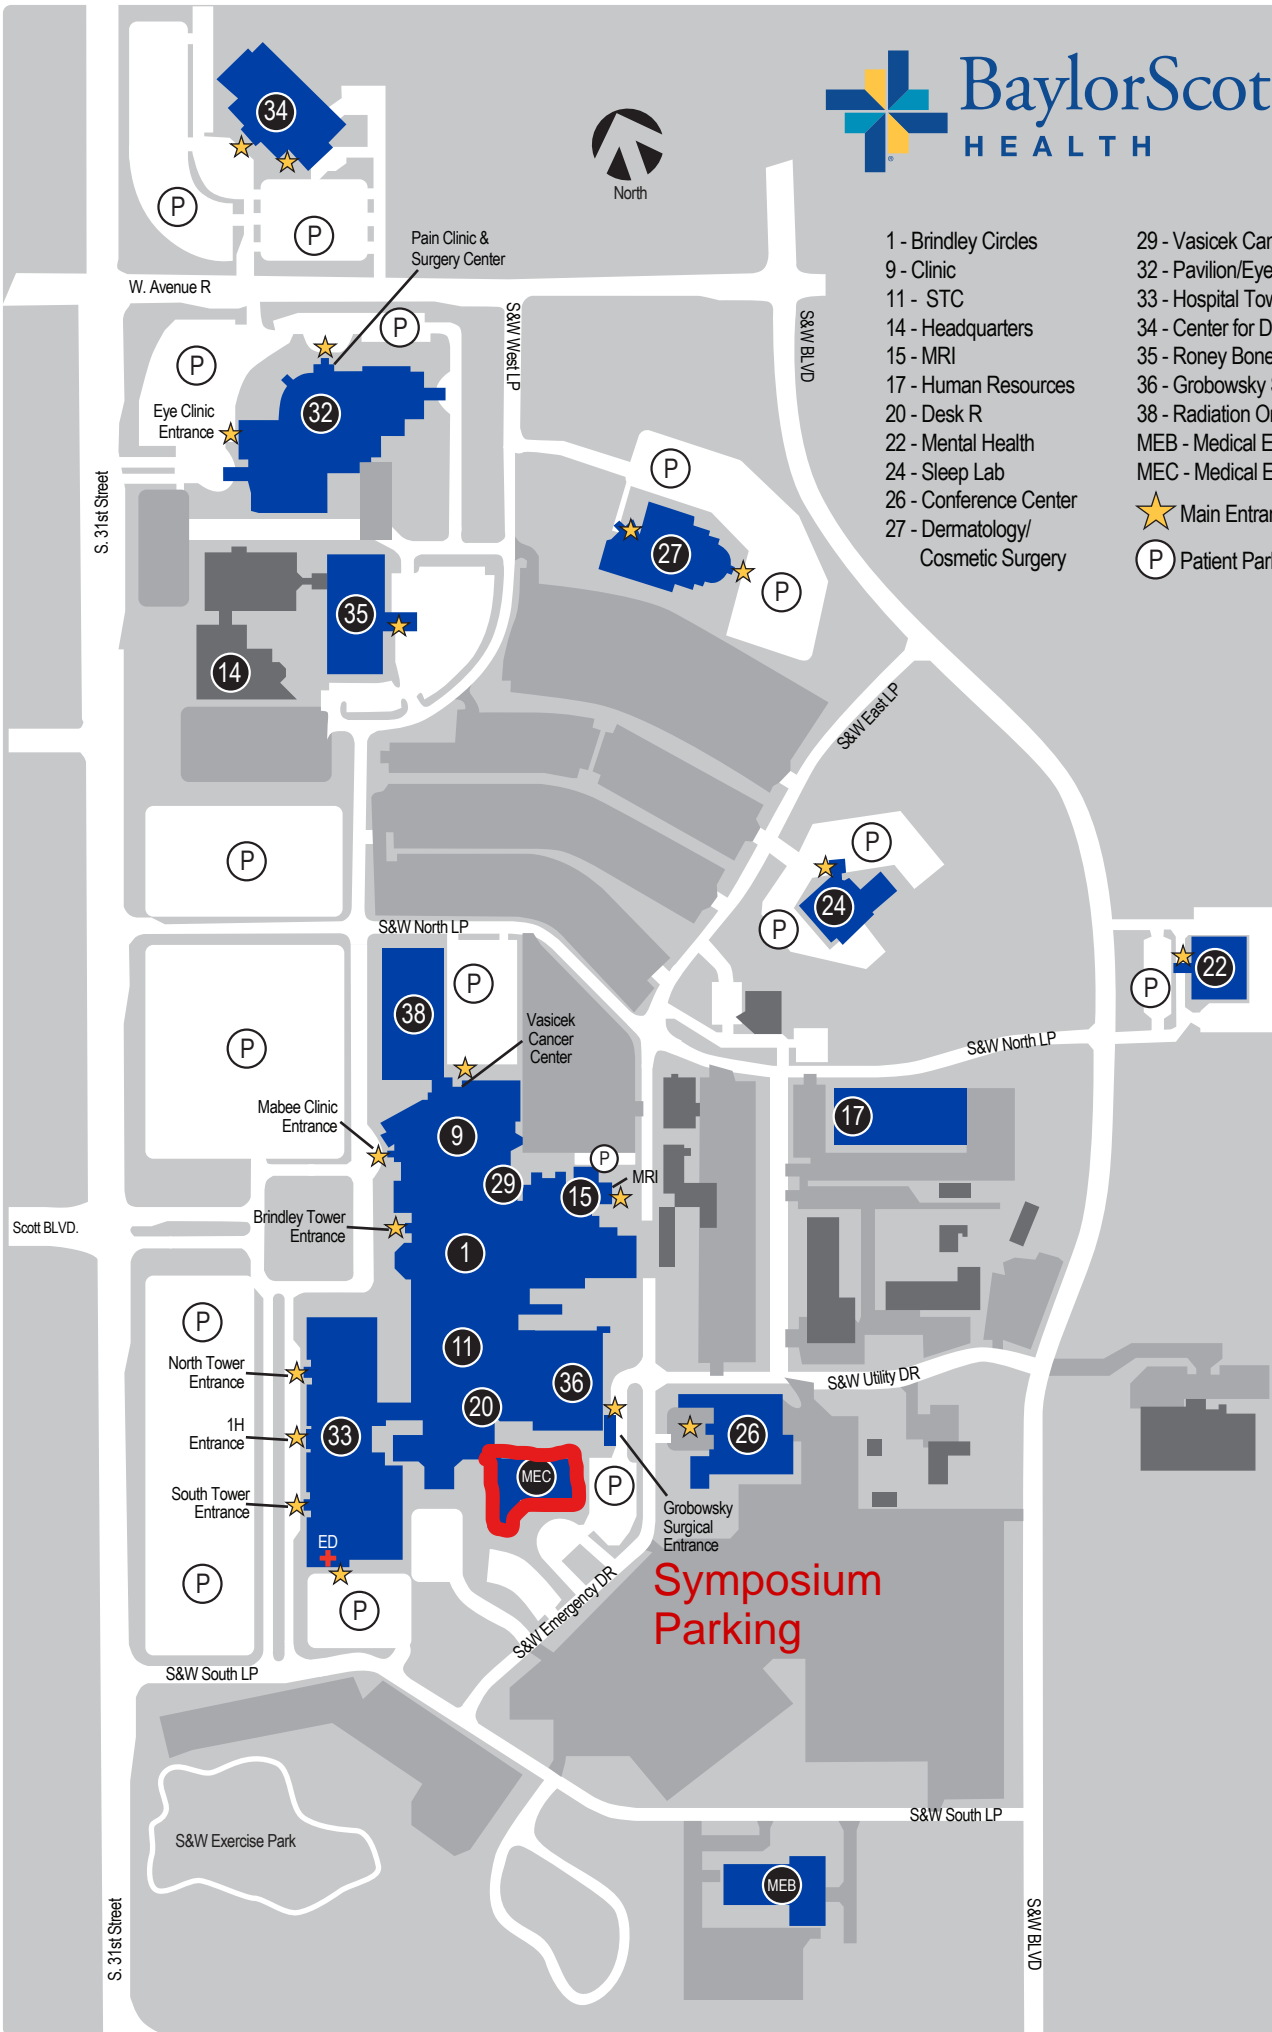 BaylorScot
HEALTH
North
1 - Brindley Circles
9 - Clinic
11 - STC
14 - Headquarters
15 - MRI
17 - Human Resources
20 - Desk R
22 - Mental Health
24 - Sleep Lab
26 - Conference Center
27 - Dermatology/
Cosmetic Surgery
29 - Vasicek Can
32 - Pavilion/Eye
33 - Hospital Tow
34 - Center for D
35 - Roney Bone
36 - Grobowsky
38 - Radiation On
MEB - Medical E
MEC - Medical E
Main Entran
P Patient Park
34
P
P
Pain Clinic &
Surgery Center
W. Avenue R
S&W West LP
S&W BLVD
P
P
Eye Clinic
Entrance
32
S. 31st Street
P
27
P
35
14
S&W East LP
P
P
24
P
S&W North LP
22
P
38
P
P
Vasicek
Cancer
Center
S&W North LP
Mabee Clinic
Entrance
9
17
P
29
15
MRI
Scott BLVD.
Brindley Tower
Entrance
1
P
North Tower
Entrance
11
36
S&W Utility DR
20
1H
Entrance
33
26
MEC
P
South Tower
Entrance
Grobowsky
Surgical
Entrance
ED
P
P
S&W Emergency DR
Symposium
Parking
S&W South LP
S&W South LP
S&W Exercise Park
MEB
S. 31st Street
S&W BLVD